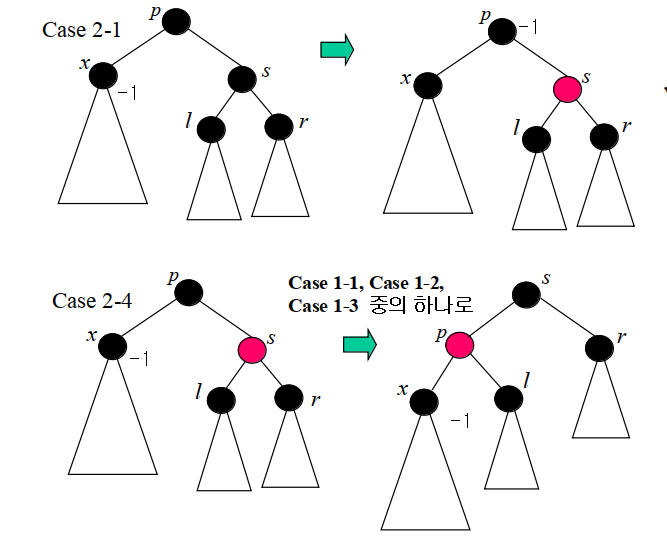 Case 2-1
p
x
-1
s
l
r
p
-1
x
s
l
r
Case 2-4
p
x
-1
s
l
r
Case 1-1, Case 1-2,
Case 1-3 중의 하나로
s
p
r
x
-1
l